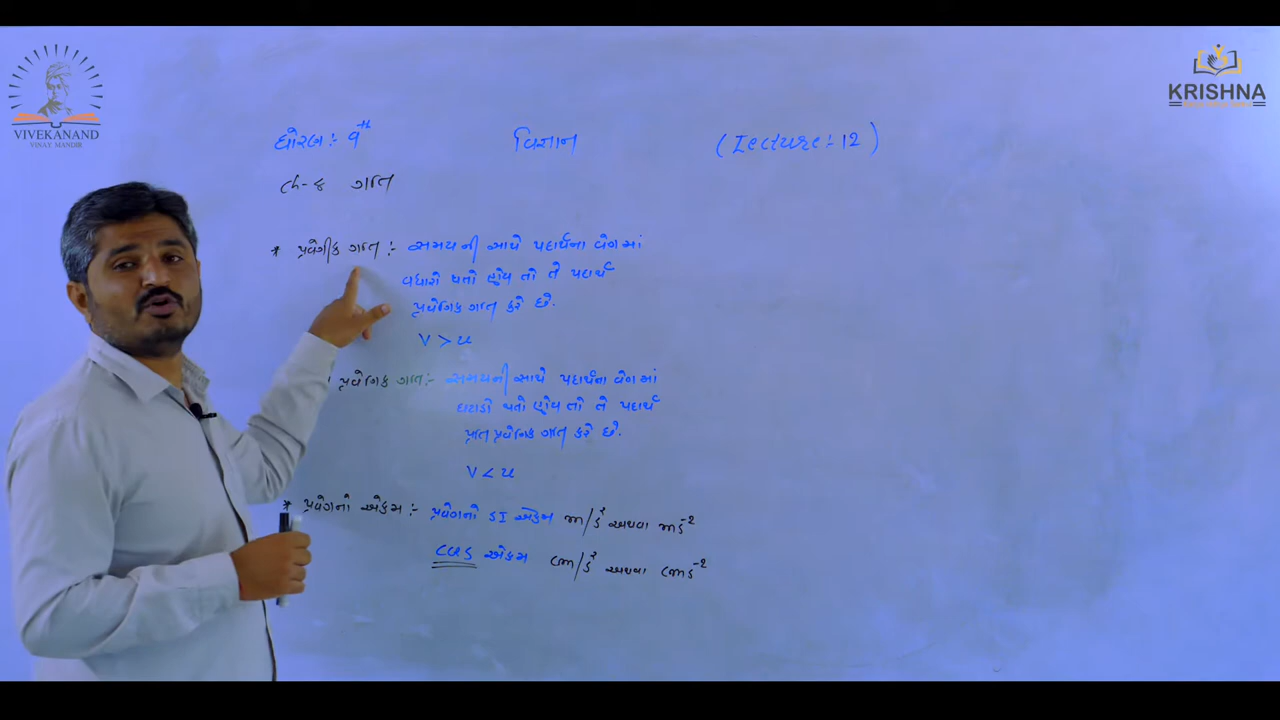 VIVEKANAND
VINAY MANDIR
KRISHNA
ધોરણ :- 9th વિજ્ઞાન (Lecture :- 12)
ch-8 ગતિ
* પ્રવેગીક ગતિ :- સમયની સાથે પદાર્થના વેગમાં
વધારો થતો હોય તો તે પદાર્થ
પ્રવેગિક ગતિ કરે છે.
V > u
પ્રવેગિક ગતિ :- સમયની સાથે પદાર્થના વેગમાં
ઘટાડો થતો હોય તો તે પદાર્થ
પ્રતિ પ્રવેગિક ગતિ કરે છે.
V < u
* પ્રવેગનો એકમ :- પ્રવેગનો SI એકમ m/s² અથવા ms⁻²
CGS એકમ cm/s² અથવા cms⁻²